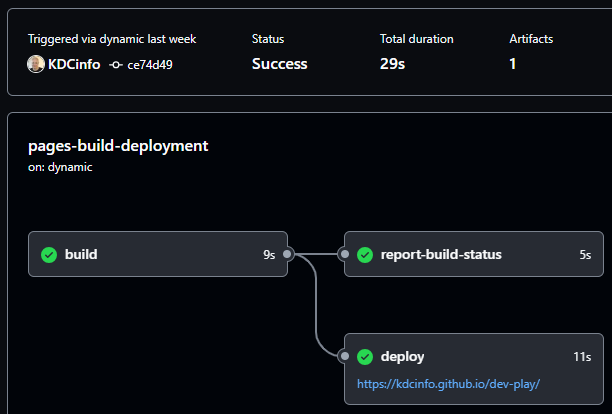 Triggered via dynamic last week
KDCinfo ce74d49
Status
Success
Total duration
29s
Artifacts
1
pages-build-deployment
on: dynamic
build 9s
report-build-status 5s
deploy 11s
https://kdcinfo.github.io/dev-play/